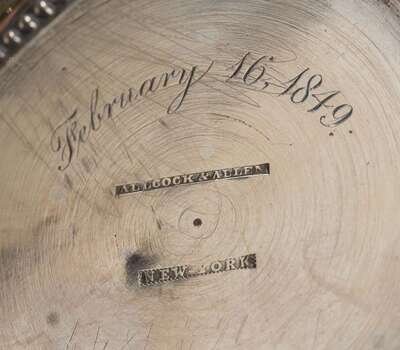 February 16, 1849.
ALLCOCK & ALLEN
NEW YORK